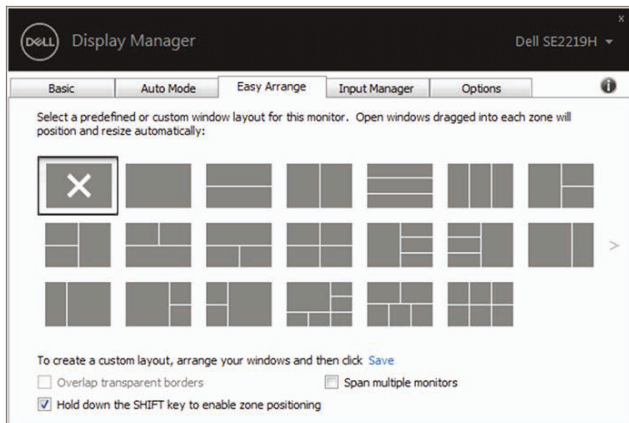 x
DELL Display Manager Dell SE2219H
Basic Auto Mode Easy Arrange Input Manager Options i
Select a predefined or custom window layout for this monitor. Open windows dragged into each zone will
position and resize automatically:
>
To create a custom layout, arrange your windows and then click Save
Overlap transparent borders Span multiple monitors
Hold down the SHIFT key to enable zone positioning